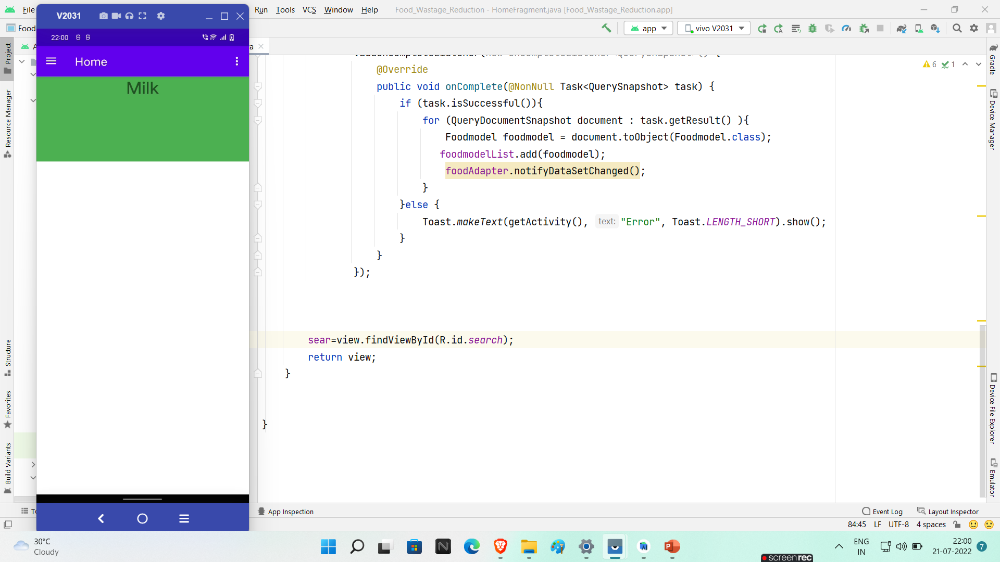 File
Run Tools VCS Window Help
Food_Wastage_Reduction - HomeFragment.java [Food_Wastage_Reduction.app]
V2031
Food
app
vivo V2031
22:00
Home
Milk
Project
Resource Manager
Structure
Favorites
Build Variants
@Override
public void onComplete(@NonNull Task<QuerySnapshot> task) {
if (task.isSuccessful()){
for (QueryDocumentSnapshot document : task.getResult() ){
Foodmodel foodmodel = document.toObject(Foodmodel.class);
foodmodelList.add(foodmodel);
foodAdapter.notifyDataSetChanged();
}
}else {
Toast.makeText(getActivity(), text: "Error", Toast.LENGTH_SHORT).show();
}
}
});
sear=view.findViewById(R.id.search);
return view;
}
}
6 1
Gradle
Device Manager
Device File Explorer
Emulator
App Inspection
Event Log
Layout Inspector
84:45 LF UTF-8 4 spaces
30°C
Cloudy
ENG
IN
22:00
21-07-2022
7
screenrec